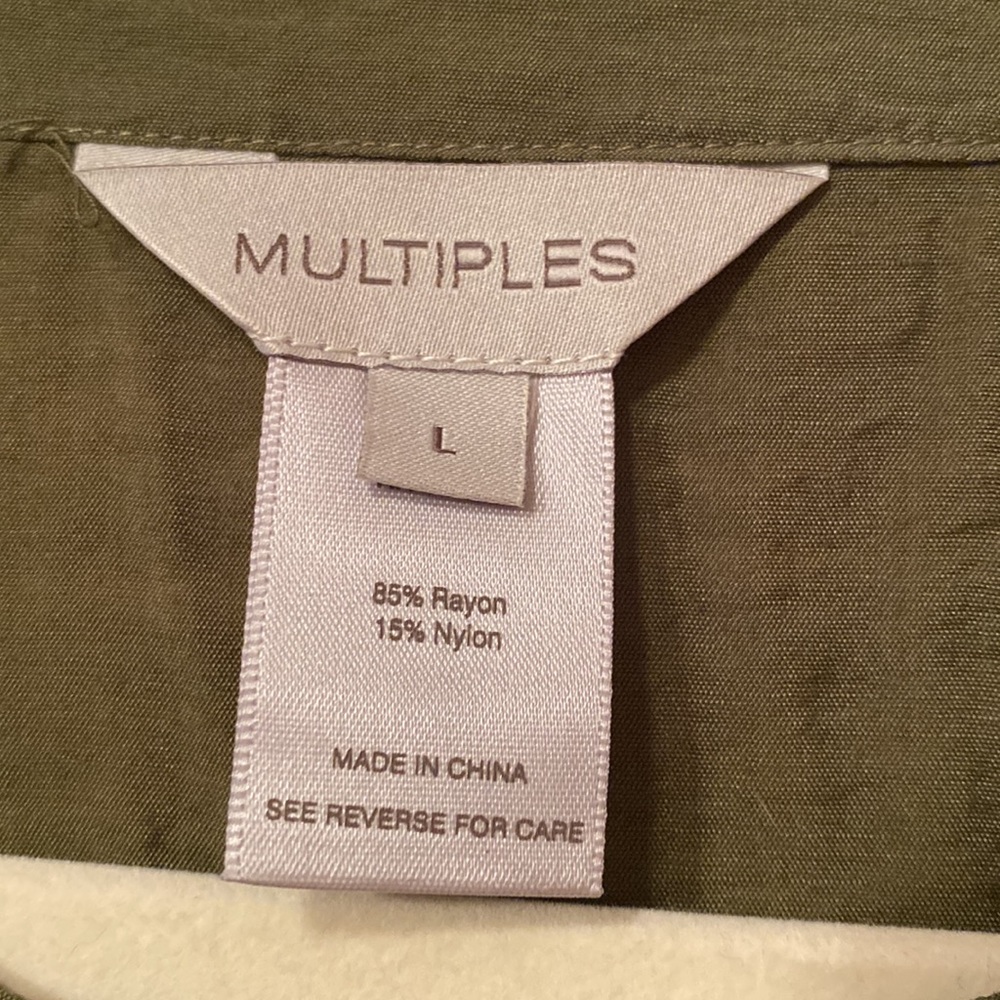 MULTIPLES
L
85% Rayon
15% Nylon
MADE IN CHINA
SEE REVERSE FOR CARE